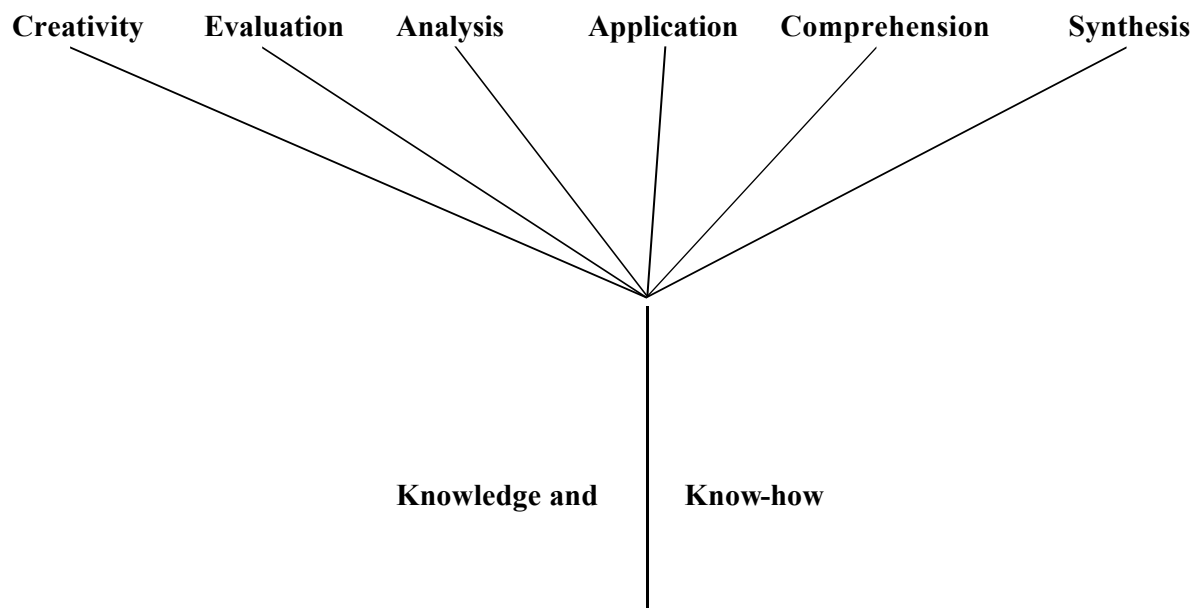 Creativity Evaluation Analysis Application Comprehension Synthesis
Knowledge and Know-how